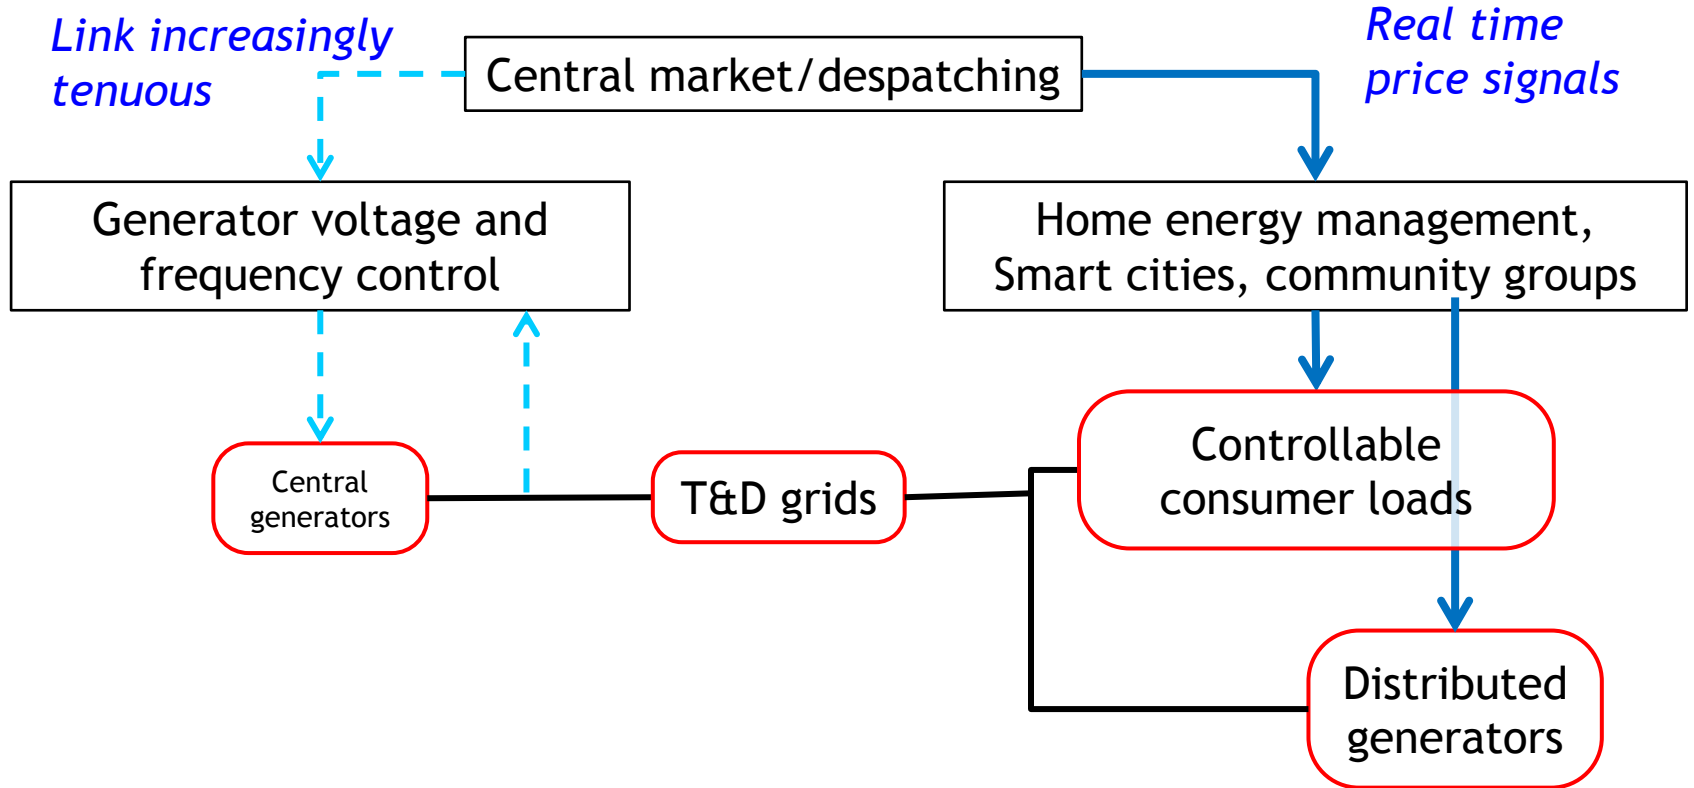 Link increasingly
tenuous
Central market/despatching
Real time
price signals
Generator voltage and
frequency control
Home energy management,
Smart cities, community groups
Central
generators
T&D grids
Controllable
consumer loads
Distributed
generators